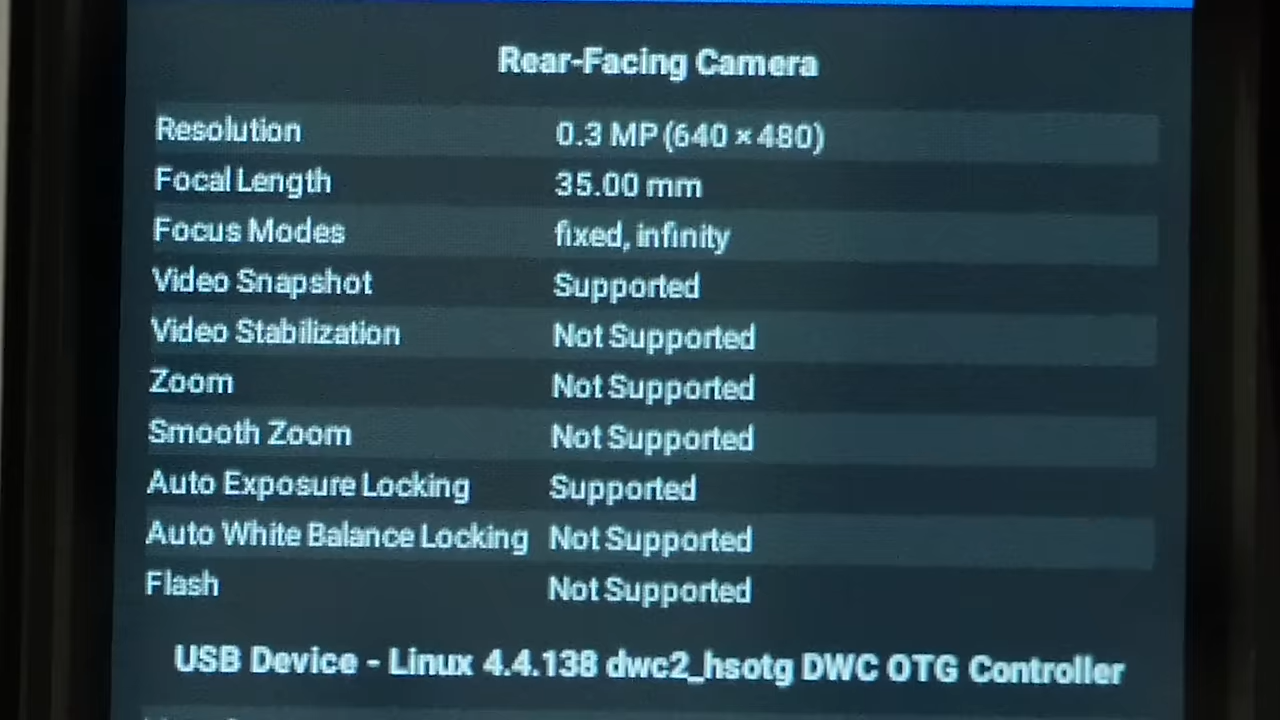 Rear-Facing Camera
Resolution 0.3 MP (640 × 480)
Focal Length 35.00 mm
Focus Modes fixed, infinity
Video Snapshot Supported
Video Stabilization Not Supported
Zoom Not Supported
Smooth Zoom Not Supported
Auto Exposure Locking Supported
Auto White Balance Locking Not Supported
Flash Not Supported
USB Device - Linux 4.4.138 dwc2_hsotg DWC OTG Controller